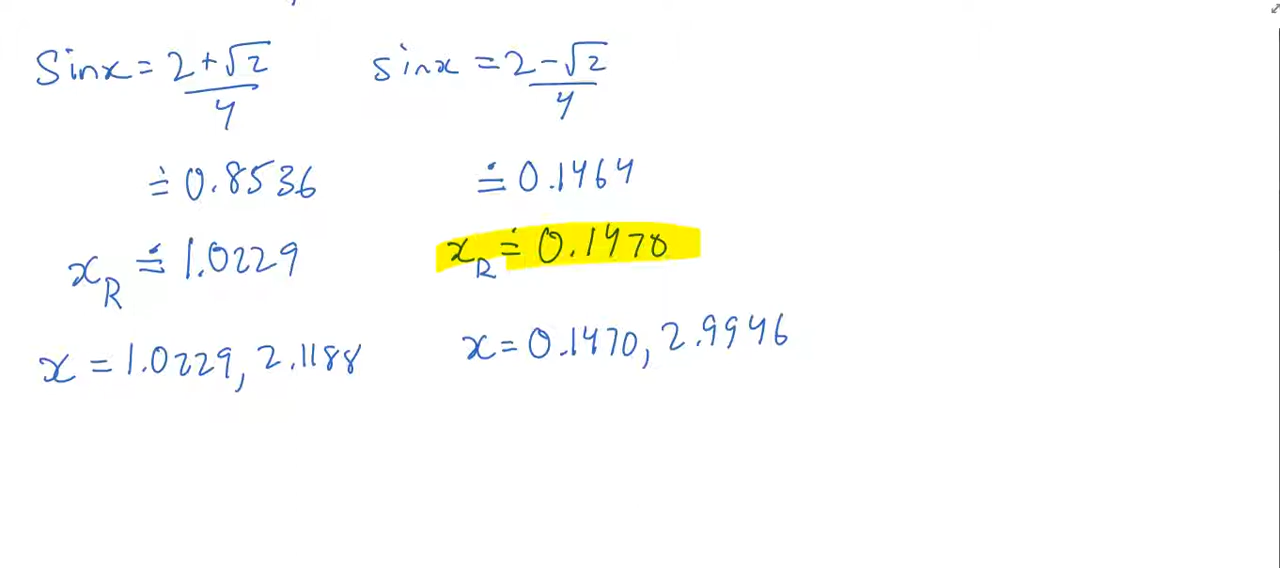 Sinx = 2+√2/4
≐ 0.8536
x_R ≐ 1.0229
x = 1.0229, 2.1188
sinx = 2-√2/4
≐ 0.1464
x_R ≐ 0.1470
x = 0.1470, 2.9946